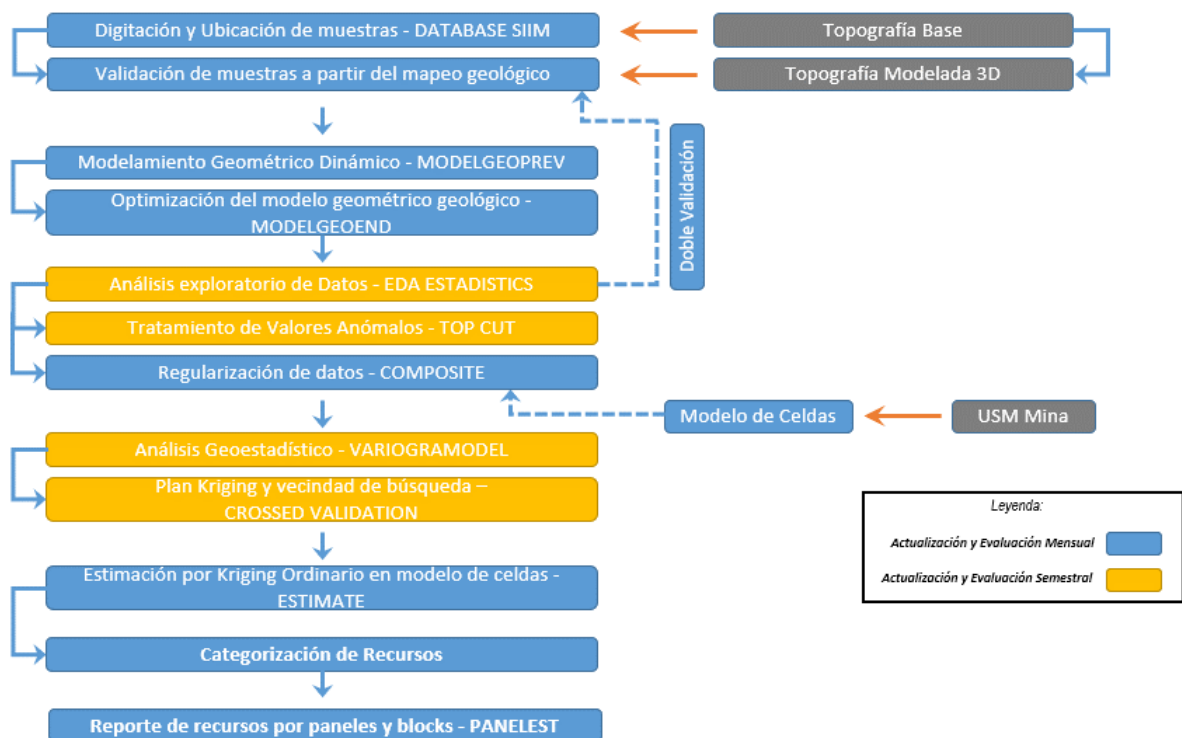 Digitación y Ubicación de muestras - DATABASE SIIM
Topografía Base
Validación de muestras a partir del mapeo geológico
Topografía Modelada 3D
Doble Validación
Modelamiento Geométrico Dinámico - MODELGEOPREV
Optimización del modelo geométrico geológico -
MODELGEOEND
Análisis exploratorio de Datos - EDA ESTADISTICS
Tratamiento de Valores Anómalos - TOP CUT
Regularización de datos - COMPOSITE
Modelo de Celdas
USM Mina
Análisis Geoestadístico - VARIOGRAMODEL
Plan Kriging y vecindad de búsqueda –
CROSSED VALIDATION
Leyenda:
Actualización y Evaluación Mensual
Actualización y Evaluación Semestral
Estimación por Kriging Ordinario en modelo de celdas -
ESTIMATE
Categorización de Recursos
Reporte de recursos por paneles y blocks - PANELEST